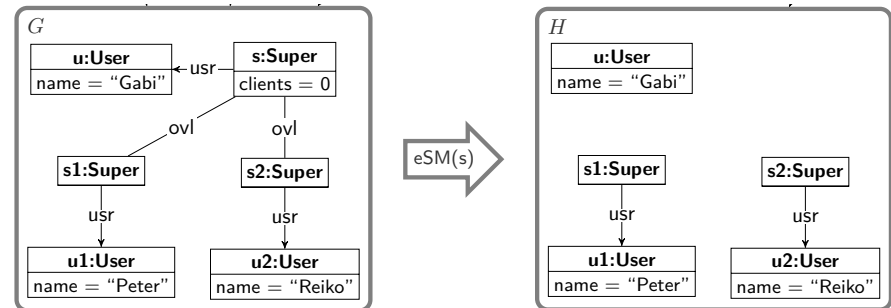 G
u:User
name = “Gabi”
usr
s:Super
clients = 0
ovl
ovl
s1:Super
s2:Super
usr
usr
u1:User
name = “Peter”
u2:User
name = “Reiko”
eSM(s)
H
u:User
name = “Gabi”
s1:Super
s2:Super
usr
usr
u1:User
name = “Peter”
u2:User
name = “Reiko”